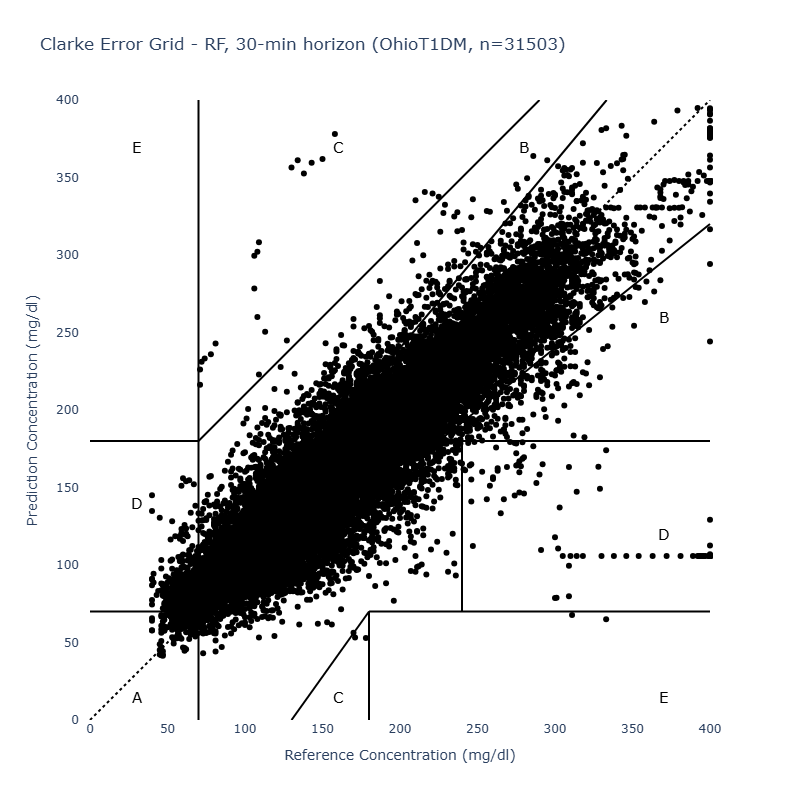 Clarke Error Grid - RF, 30-min horizon (OhioT1DM, n=31503)
400
E
C
B
350
300
B
250
200
D
150
D
100
50
A
C
E
0
0
50
100
150
200
250
300
350
400
Reference Concentration (mg/dl)
Prediction Concentration (mg/dl)